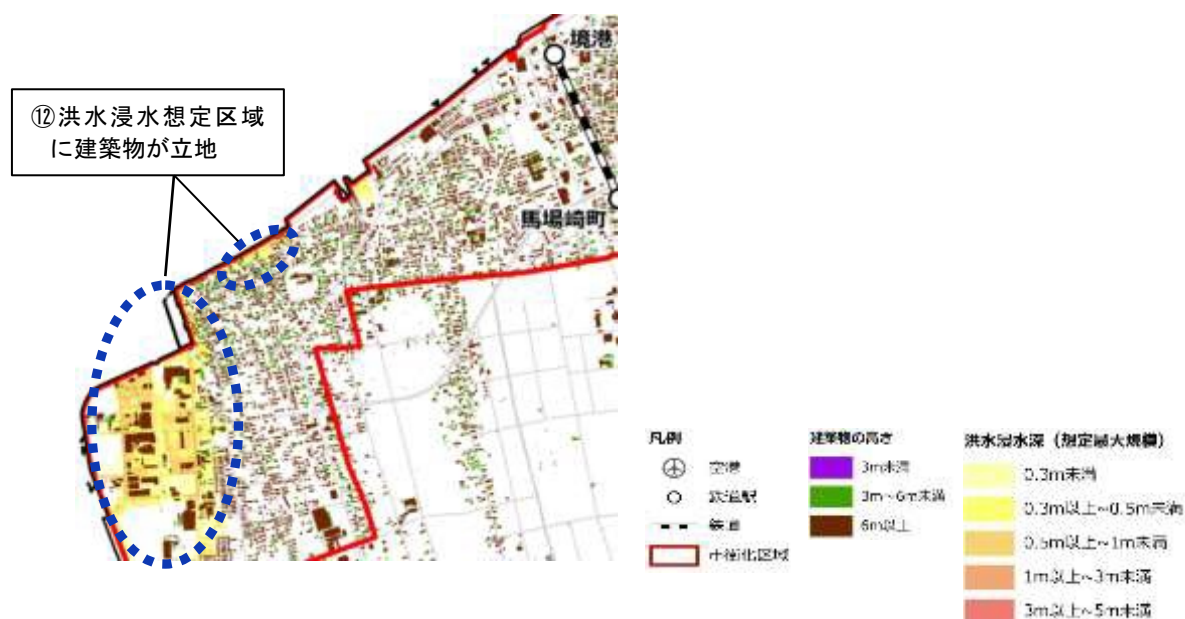 境港
⑫洪水浸水想定区域
に建築物が立地
馬場崎町
凡例
空港
鉄道駅
鉄道
市街化区域
建築物の高さ
3m未満
3m~6m未満
6m以上
洪水浸水深（想定最大規模）
0.3m未満
0.3m以上~0.5m未満
0.5m以上~1m未満
1m以上~3m未満
3m以上~5m未満